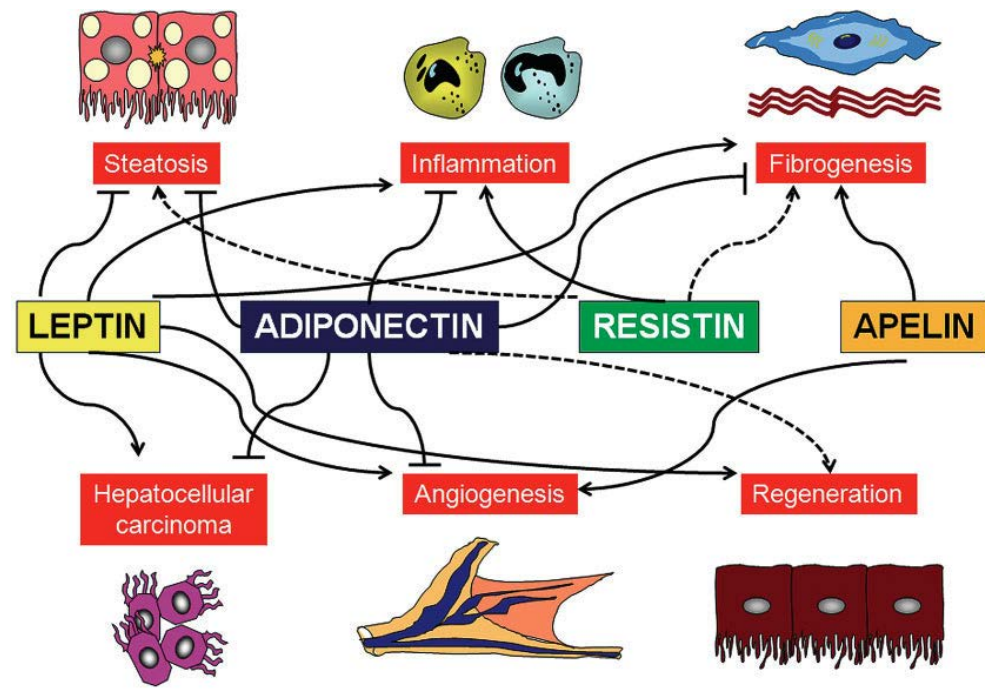 Steatosis
Inflammation
Fibrogenesis
LEPTIN
ADIPONECTIN
RESISTIN
APELIN
Hepatocellular
carcinoma
Angiogenesis
Regeneration